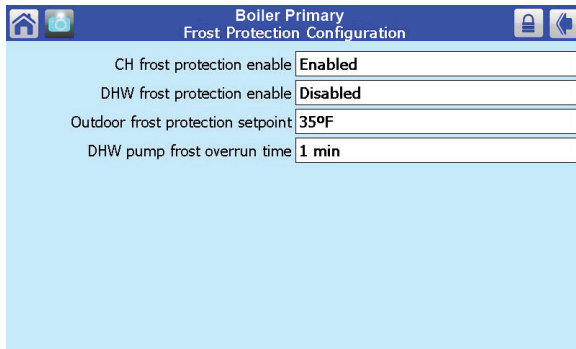 Boiler Primary
Frost Protection Configuration
CH frost protection enable Enabled
DHW frost protection enable Disabled
Outdoor frost protection setpoint 35ºF
DHW pump frost overrun time 1 min